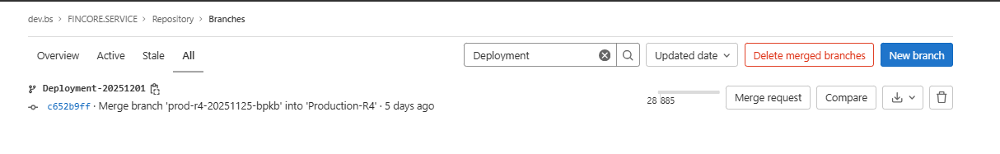 dev.bs > FINCORE.SERVICE > Repository > Branches
Overview Active Stale All Deployment Updated date Delete merged branches New branch
Deployment-20251201
c652b9ff · Merge branch 'prod-r4-20251125-bpkb' into 'Production-R4' · 5 days ago 28 885 Merge request Compare